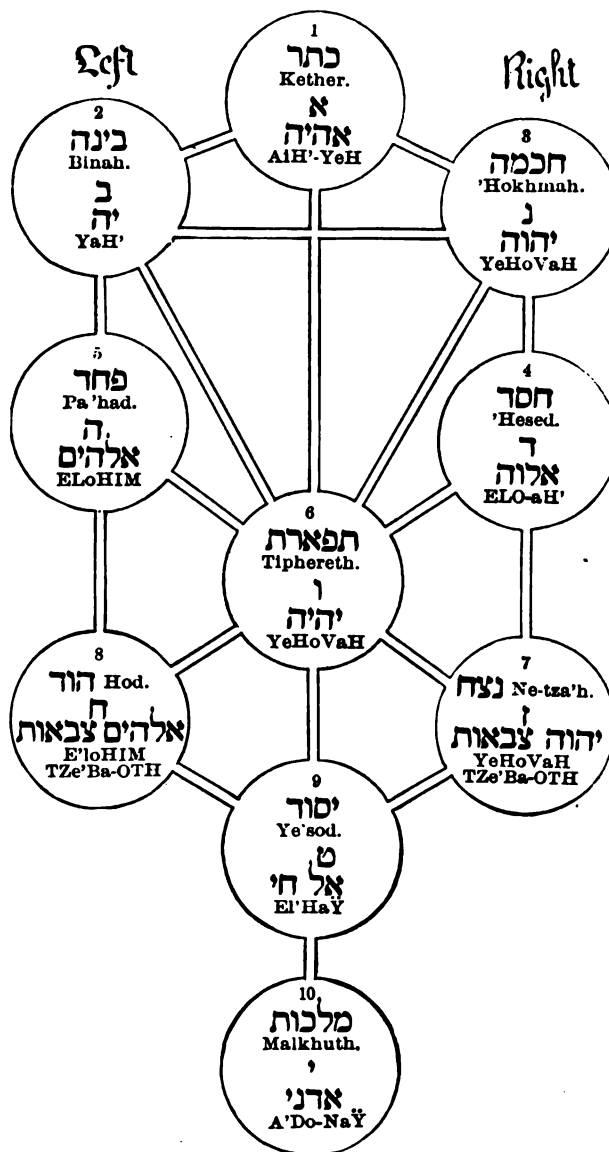 Left
Right
1
כתר
Kether.
א
אהיה
AiH'-YeH
2
בינה
Binah.
ב
יה
YaH'
3
חכמה
'Hokhmah.
נ
יהוה
YeHoVaH
5
פחד
Pa'had.
ה
אלהים
ELoHIM
4
חסד
'Hesed.
ד
אלוה
ELO-aH'
6
תפארת
Tiphereth.
ו
יהיה
YeHoVaH
8
הוד Hod.
ח
אלהים צבאות
E'loHIM
TZe'Ba-OTH
7
נצח Ne-tza'h.
ז
יהוה צבאות
YeHoVaH
TZe'Ba-OTH
9
יסוד
Ye'sod.
ט
אל חי
El'HaŸ
10
מלכות
Malkhuth.
י
אדני
A'Do-NaŸ